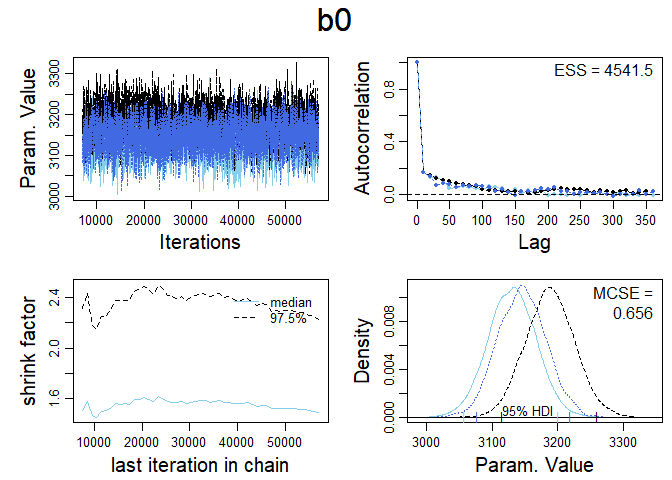 b0
Param. Value
3000 3100 3200 3300
10000 20000 30000 40000 50000
Iterations
ESS = 4541.5
Autocorrelation
0.0 0.4 0.8
0 50 100 150 200 250 300 350
Lag
shrink factor
1.6 2.0 2.4
median
97.5%
10000 20000 30000 40000 50000
last iteration in chain
MCSE =
0.656
Density
0.000 0.004 0.008
95% HDI
3000 3100 3200 3300
Param. Value